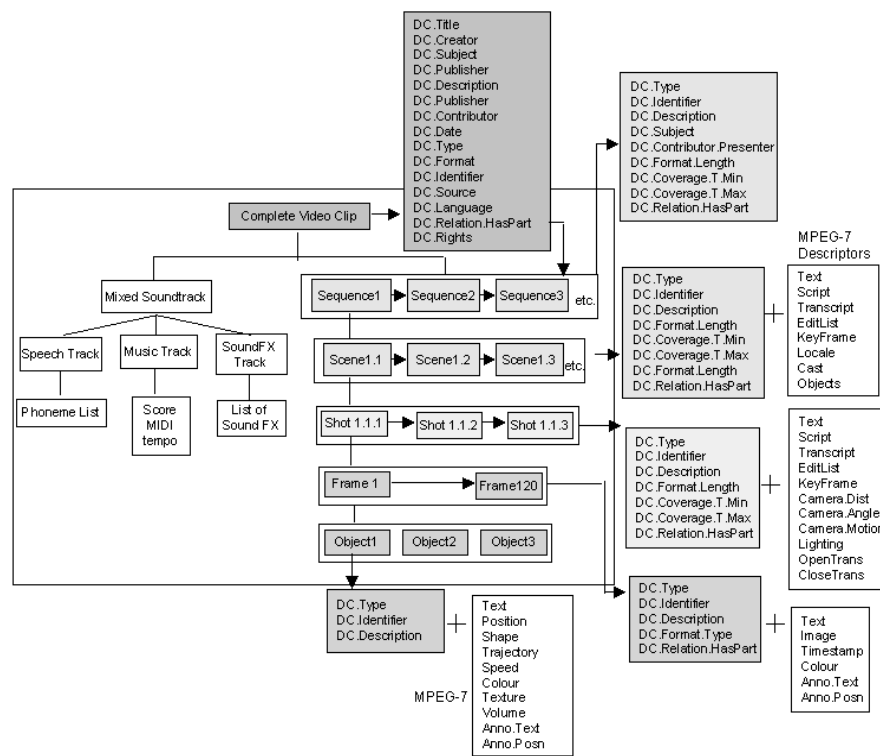 DC.Title
DC.Creator
DC.Subject
DC.Publisher
DC.Description
DC.Publisher
DC.Contributor
DC.Date
DC.Type
DC.Format
DC.Identifier
DC.Source
DC.Language
DC.Relation.HasPart
DC.Rights
DC.Type
DC.Identifier
DC.Description
DC.Subject
DC.Contributor.Presenter
DC.Format.Length
DC.Coverage.T.Min
DC.Coverage.T.Max
DC.Relation.HasPart
Complete Video Clip
Mixed Soundtrack
Speech Track
Music Track
SoundFX
Track
Phoneme List
Score
MIDI
tempo
List of
Sound FX
Sequence1
Sequence2
Sequence3
etc.
Scene1.1
Scene1.2
Scene1.3
etc.
Shot 1.1.1
Shot 1.1.2
Shot 1.1.3
Frame 1
Frame120
Object1
Object2
Object3
MPEG-7
Descriptors
DC.Type
DC.Identifier
DC.Description
DC.Format.Length
DC.Coverage.T.Min
DC.Coverage.T.Max
DC.Format.Length
DC.Relation.HasPart
Text
Script
Transcript
EditList
KeyFrame
Locale
Cast
Objects
DC.Type
DC.Identifier
DC.Description
DC.Format.Length
DC.Coverage.T.Min
DC.Coverage.T.Max
DC.Relation.HasPart
Text
Script
Transcript
EditList
KeyFrame
Camera.Dist
Camera.Angle
Camera.Motion
Lighting
OpenTrans
CloseTrans
DC.Type
DC.Identifier
DC.Description
DC.Format.Type
DC.Relation.HasPart
Text
Image
Timestamp
Colour
Anno.Text
Anno.Posn
DC.Type
DC.Identifier
DC.Description
MPEG-7
Text
Position
Shape
Trajectory
Speed
Colour
Texture
Volume
Anno.Text
Anno.Posn